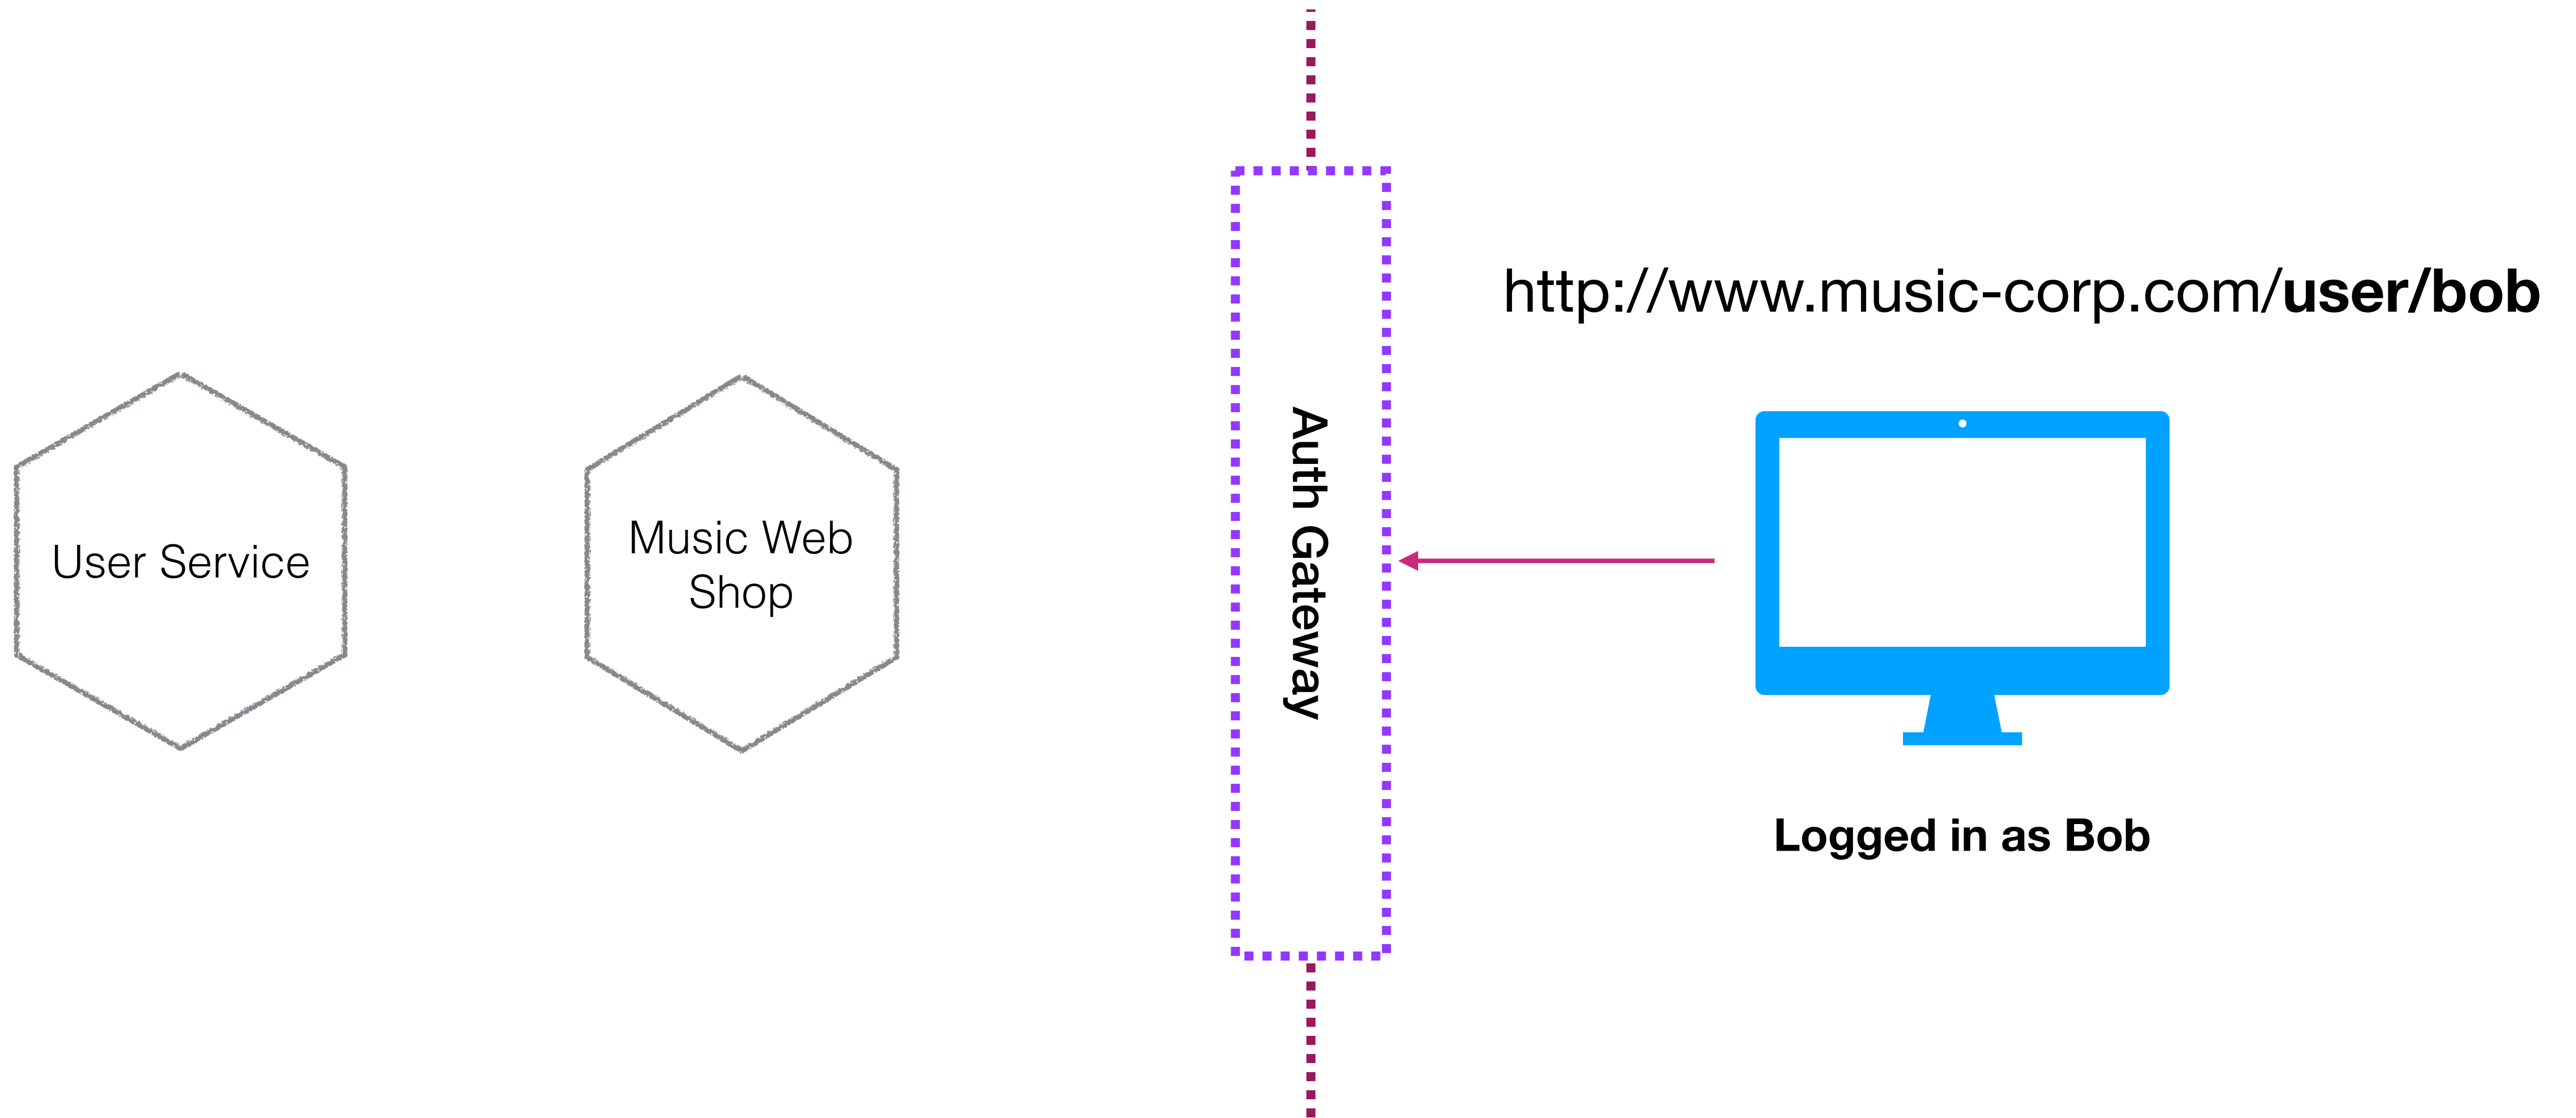 http://www.music-corp.com/user/bob
User Service
Music Web
Shop
Auth Gateway
Logged in as Bob